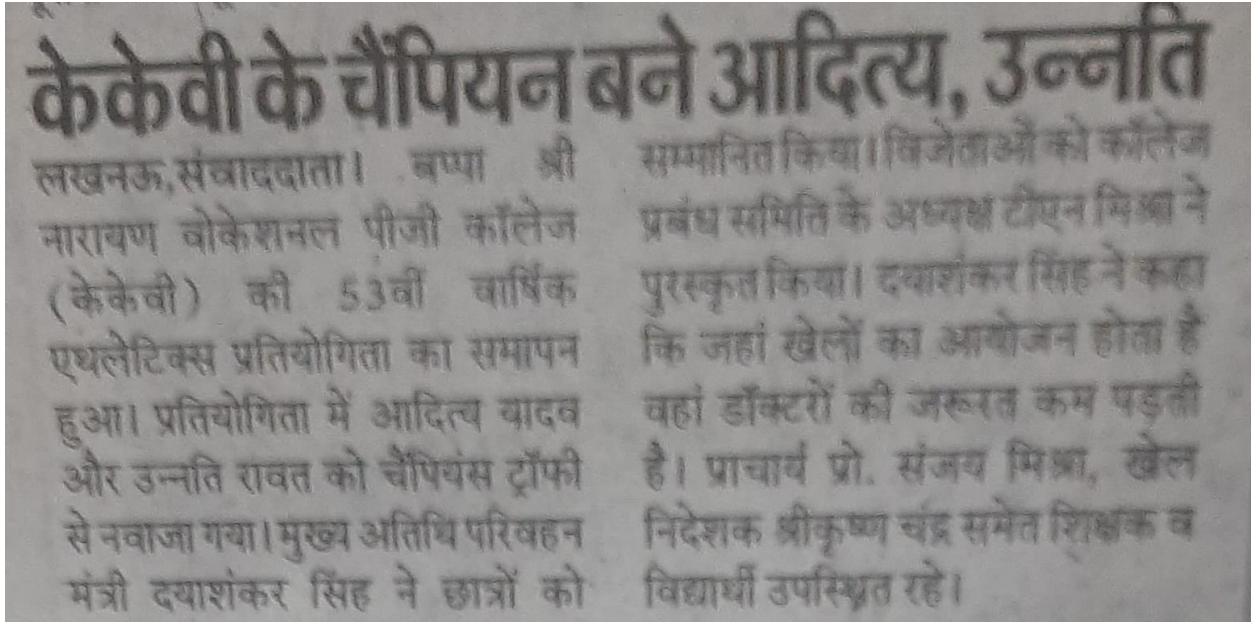 केकेवी के चैंपियन बने आदित्य, उन्नति
लखनऊ, संवाददाता। बप्पा श्री
नारायण वोकेशनल पीजी कॉलेज
(केकेवी) की 53वीं वार्षिक
एथलेटिक्स प्रतियोगिता का समापन
हुआ। प्रतियोगिता में आदित्य यादव
और उन्नति रावत को चैंपियंस ट्रॉफी
से नवाजा गया। मुख्य अतिथि परिवहन
मंत्री दयाशंकर सिंह ने छात्रों को
सम्मानित किया। विजेताओं को कॉलेज
प्रबंध समिति के अध्यक्ष टीएन मिश्रा ने
पुरस्कृत किया। दयाशंकर सिंह ने कहा
कि जहां खेलों का आयोजन होता है
वहां डॉक्टरों की जरूरत कम पड़ती
है। प्राचार्य प्रो. संजय मिश्रा, खेल
निदेशक श्रीकृष्ण चंद्र समेत शिक्षक व
विद्यार्थी उपस्थित रहे।